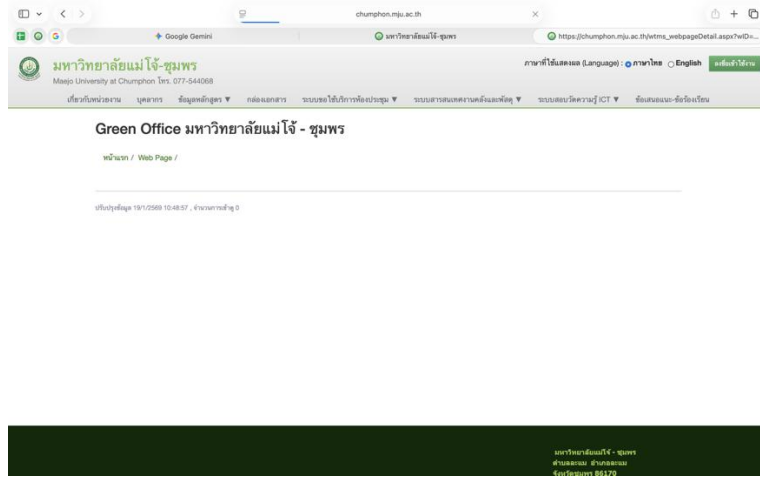 chumphon.mju.ac.th
Google Gemini
มหาวิทยาลัยแม่โจ้-ชุมพร
https://chumphon.mju.ac.th/wtms_webpageDetail.aspx?wID=...
มหาวิทยาลัยแม่โจ้-ชุมพร
Maejo University at Chumphon โทร. 077-544068
ภาษาที่ใช้แสดงผล (Language) : ภาษาไทย English
ลงชื่อเข้าใช้งาน
เกี่ยวกับหน่วยงาน บุคลากร ข้อมูลหลักสูตร ▼ กล่องเอกสาร ระบบขอใช้บริการห้องประชุม ▼ ระบบสารสนเทศงานคลังและพัสดุ ▼ ระบบสอบวัดความรู้ ICT ▼ ข้อเสนอแนะ-ข้อร้องเรียน
Green Office มหาวิทยาลัยแม่โจ้ - ชุมพร
หน้าแรก / Web Page /
ปรับปรุงข้อมูล 19/1/2569 10:48:57 , จำนวนการเข้าดู 0
มหาวิทยาลัยแม่โจ้ - ชุมพร
ตำบลละแม อำเภอละแม
จังหวัดชุมพร 86170